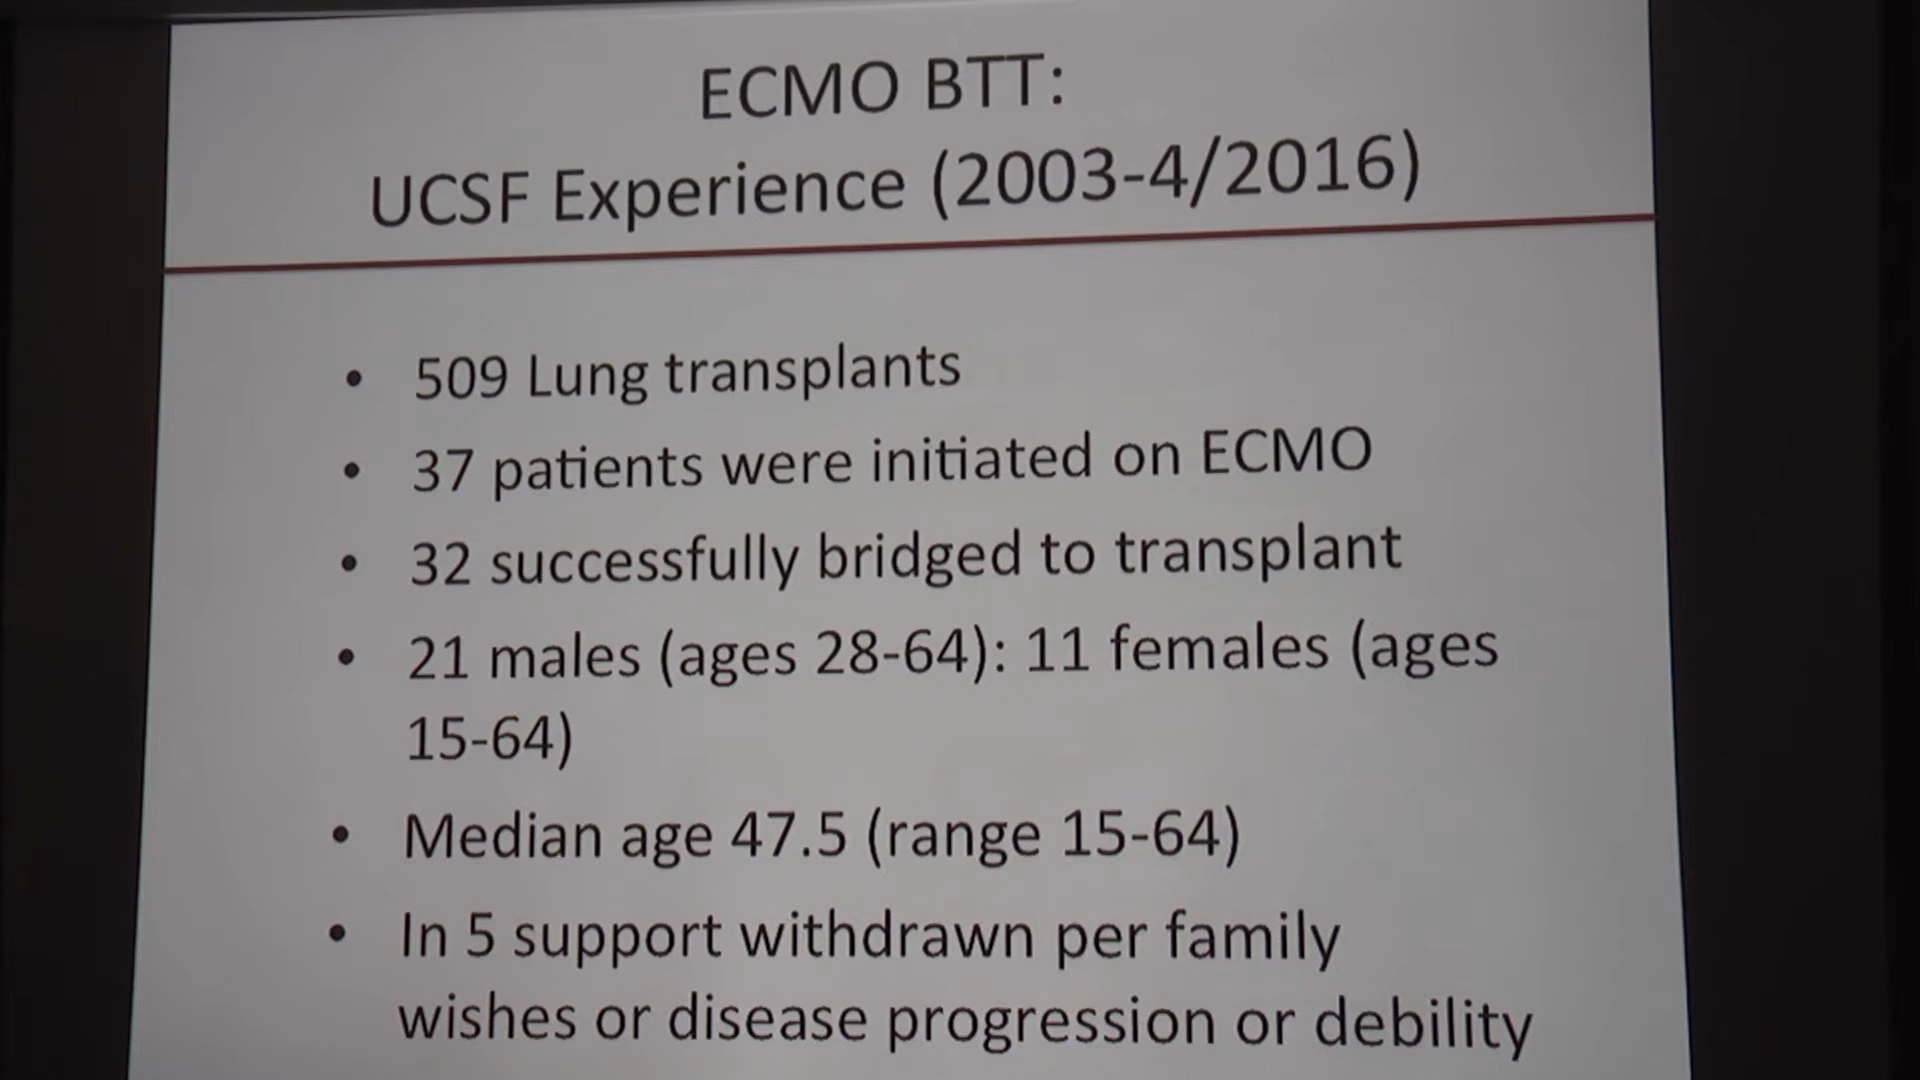 ECMO BTT:
UCSF Experience (2003-4/2016)
• 509 Lung transplants
• 37 patients were initiated on ECMO
• 32 successfully bridged to transplant
• 21 males (ages 28-64): 11 females (ages
15-64)
• Median age 47.5 (range 15-64)
• In 5 support withdrawn per family
wishes or disease progression or debility